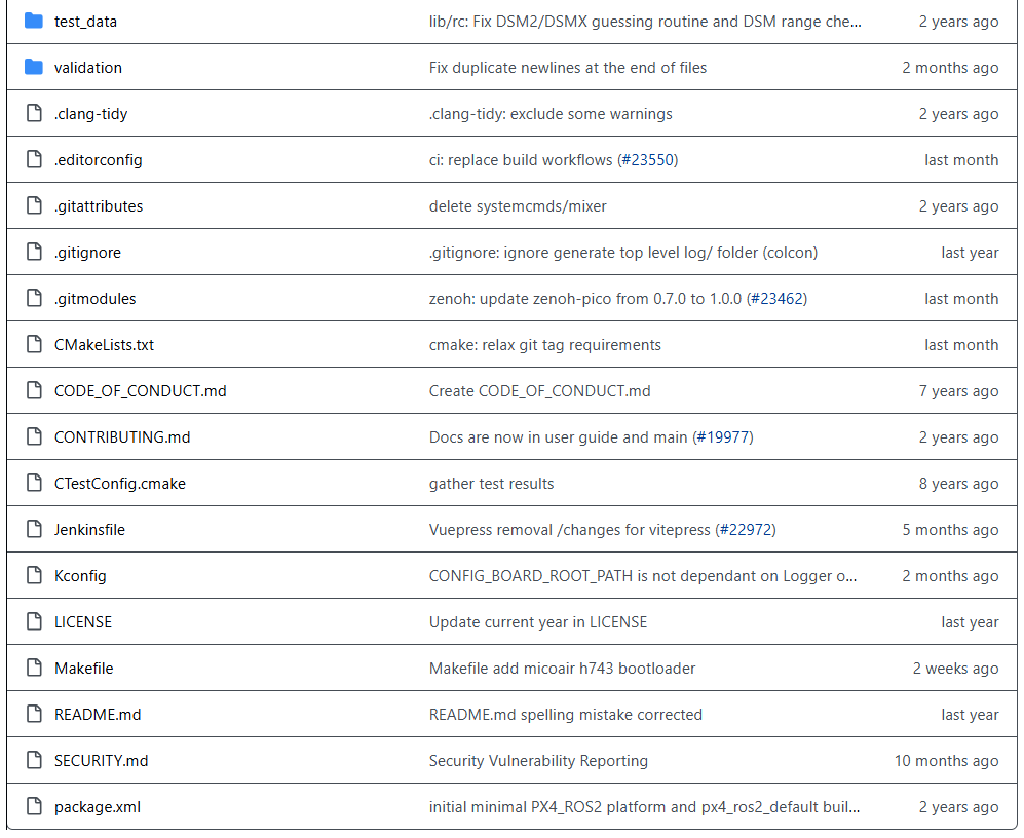 test_data lib/rc: Fix DSM2/DSMX guessing routine and DSM range che... 2 years ago
validation Fix duplicate newlines at the end of files 2 months ago
.clang-tidy .clang-tidy: exclude some warnings 2 years ago
.editorconfig ci: replace build workflows (#23550) last month
.gitattributes delete systemcmds/mixer 2 years ago
.gitignore .gitignore: ignore generate top level log/ folder (colcon) last year
.gitmodules zenoh: update zenoh-pico from 0.7.0 to 1.0.0 (#23462) last month
CMakeLists.txt cmake: relax git tag requirements last month
CODE_OF_CONDUCT.md Create CODE_OF_CONDUCT.md 7 years ago
CONTRIBUTING.md Docs are now in user guide and main (#19977) 2 years ago
CTestConfig.cmake gather test results 8 years ago
Jenkinsfile Vuepress removal /changes for vitepress (#22972) 5 months ago
Kconfig CONFIG_BOARD_ROOT_PATH is not dependant on Logger o... 2 months ago
LICENSE Update current year in LICENSE last year
Makefile Makefile add micoair h743 bootloader 2 weeks ago
README.md README.md spelling mistake corrected last year
SECURITY.md Security Vulnerability Reporting 10 months ago
package.xml initial minimal PX4_ROS2 platform and px4_ros2_default buil... 2 years ago